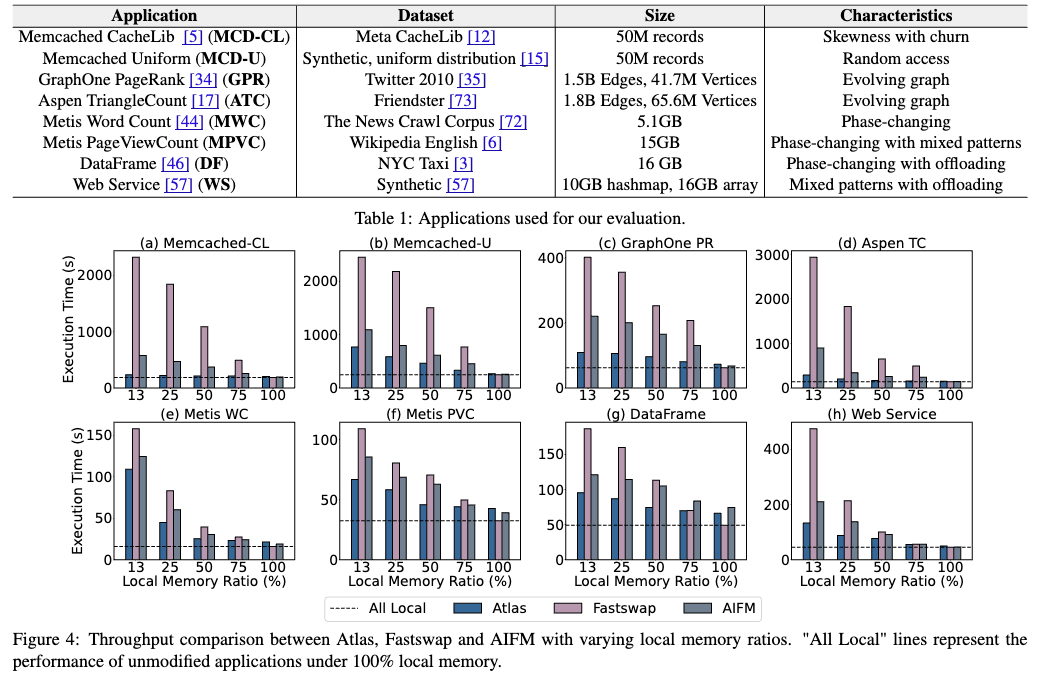 Application Dataset Size Characteristics
Memcached CacheLib [5] (MCD-CL) Meta CacheLib [12] 50M records Skewness with churn
Memcached Uniform (MCD-U) Synthetic, uniform distribution [15] 50M records Random access
GraphOne PageRank [34] (GPR) Twitter 2010 [35] 1.5B Edges, 41.7M Vertices Evolving graph
Aspen TriangleCount [17] (ATC) Friendster [73] 1.8B Edges, 65.6M Vertices Evolving graph
Metis Word Count [44] (MWC) The News Crawl Corpus [72] 5.1GB Phase-changing
Metis PageViewCount (MPVC) Wikipedia English [6] 15GB Phase-changing with mixed patterns
DataFrame [46] (DF) NYC Taxi [3] 16 GB Phase-changing with offloading
Web Service [57] (WS) Synthetic [57] 10GB hashmap, 16GB array Mixed patterns with offloading
Table 1: Applications used for our evaluation.
(a) Memcached-CL
Execution Time (s)
2000
1000
0
13 25 50 75 100
(b) Memcached-U
2000
1000
0
13 25 50 75 100
(c) GraphOne PR
400
200
0
13 25 50 75 100
(d) Aspen TC
3000
2000
1000
0
13 25 50 75 100
(e) Metis WC
Execution Time (s)
150
100
50
0
13 25 50 75 100
Local Memory Ratio (%)
(f) Metis PVC
100
50
0
13 25 50 75 100
Local Memory Ratio (%)
(g) DataFrame
150
100
50
0
13 25 50 75 100
Local Memory Ratio (%)
(h) Web Service
400
200
0
13 25 50 75 100
Local Memory Ratio (%)
All Local Atlas Fastswap AIFM
Figure 4: Throughput comparison between Atlas, Fastswap and AIFM with varying local memory ratios. "All Local" lines represent the
performance of unmodified applications under 100% local memory.